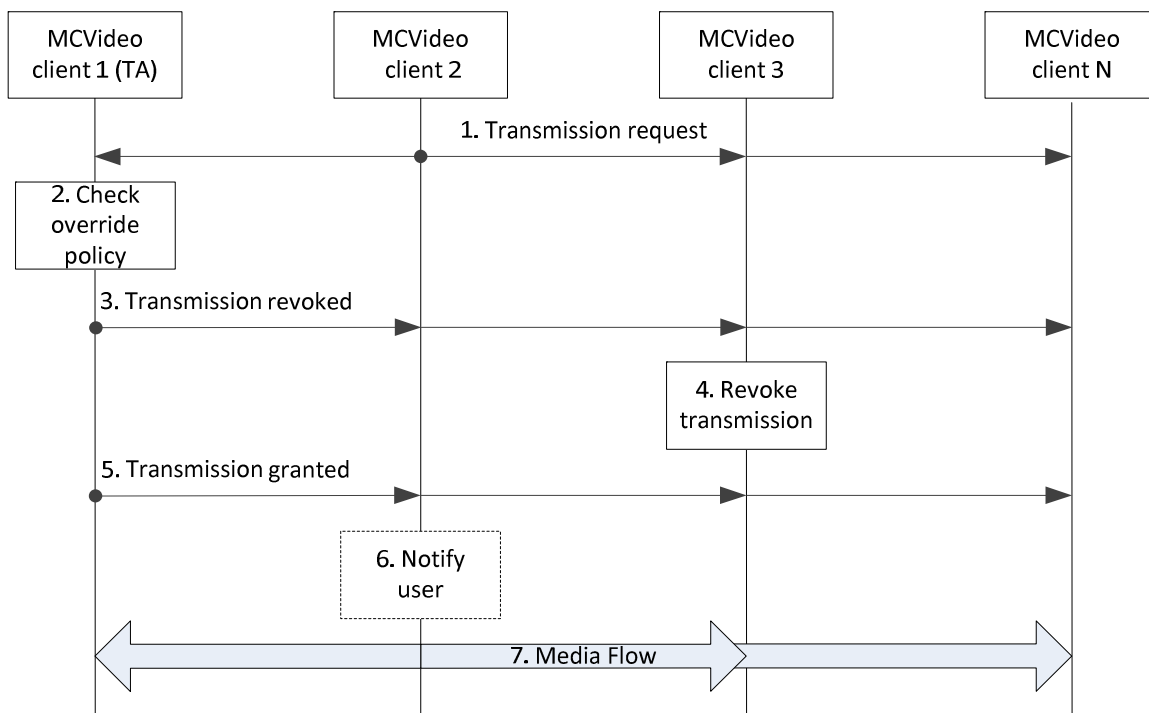 MCVideo
client 1 (TA)
MCVideo
client 2
MCVideo
client 3
MCVideo
client N
1. Transmission request
2. Check
override
policy
3. Transmission revoked
4. Revoke
transmission
5. Transmission granted
6. Notify
user
7. Media Flow